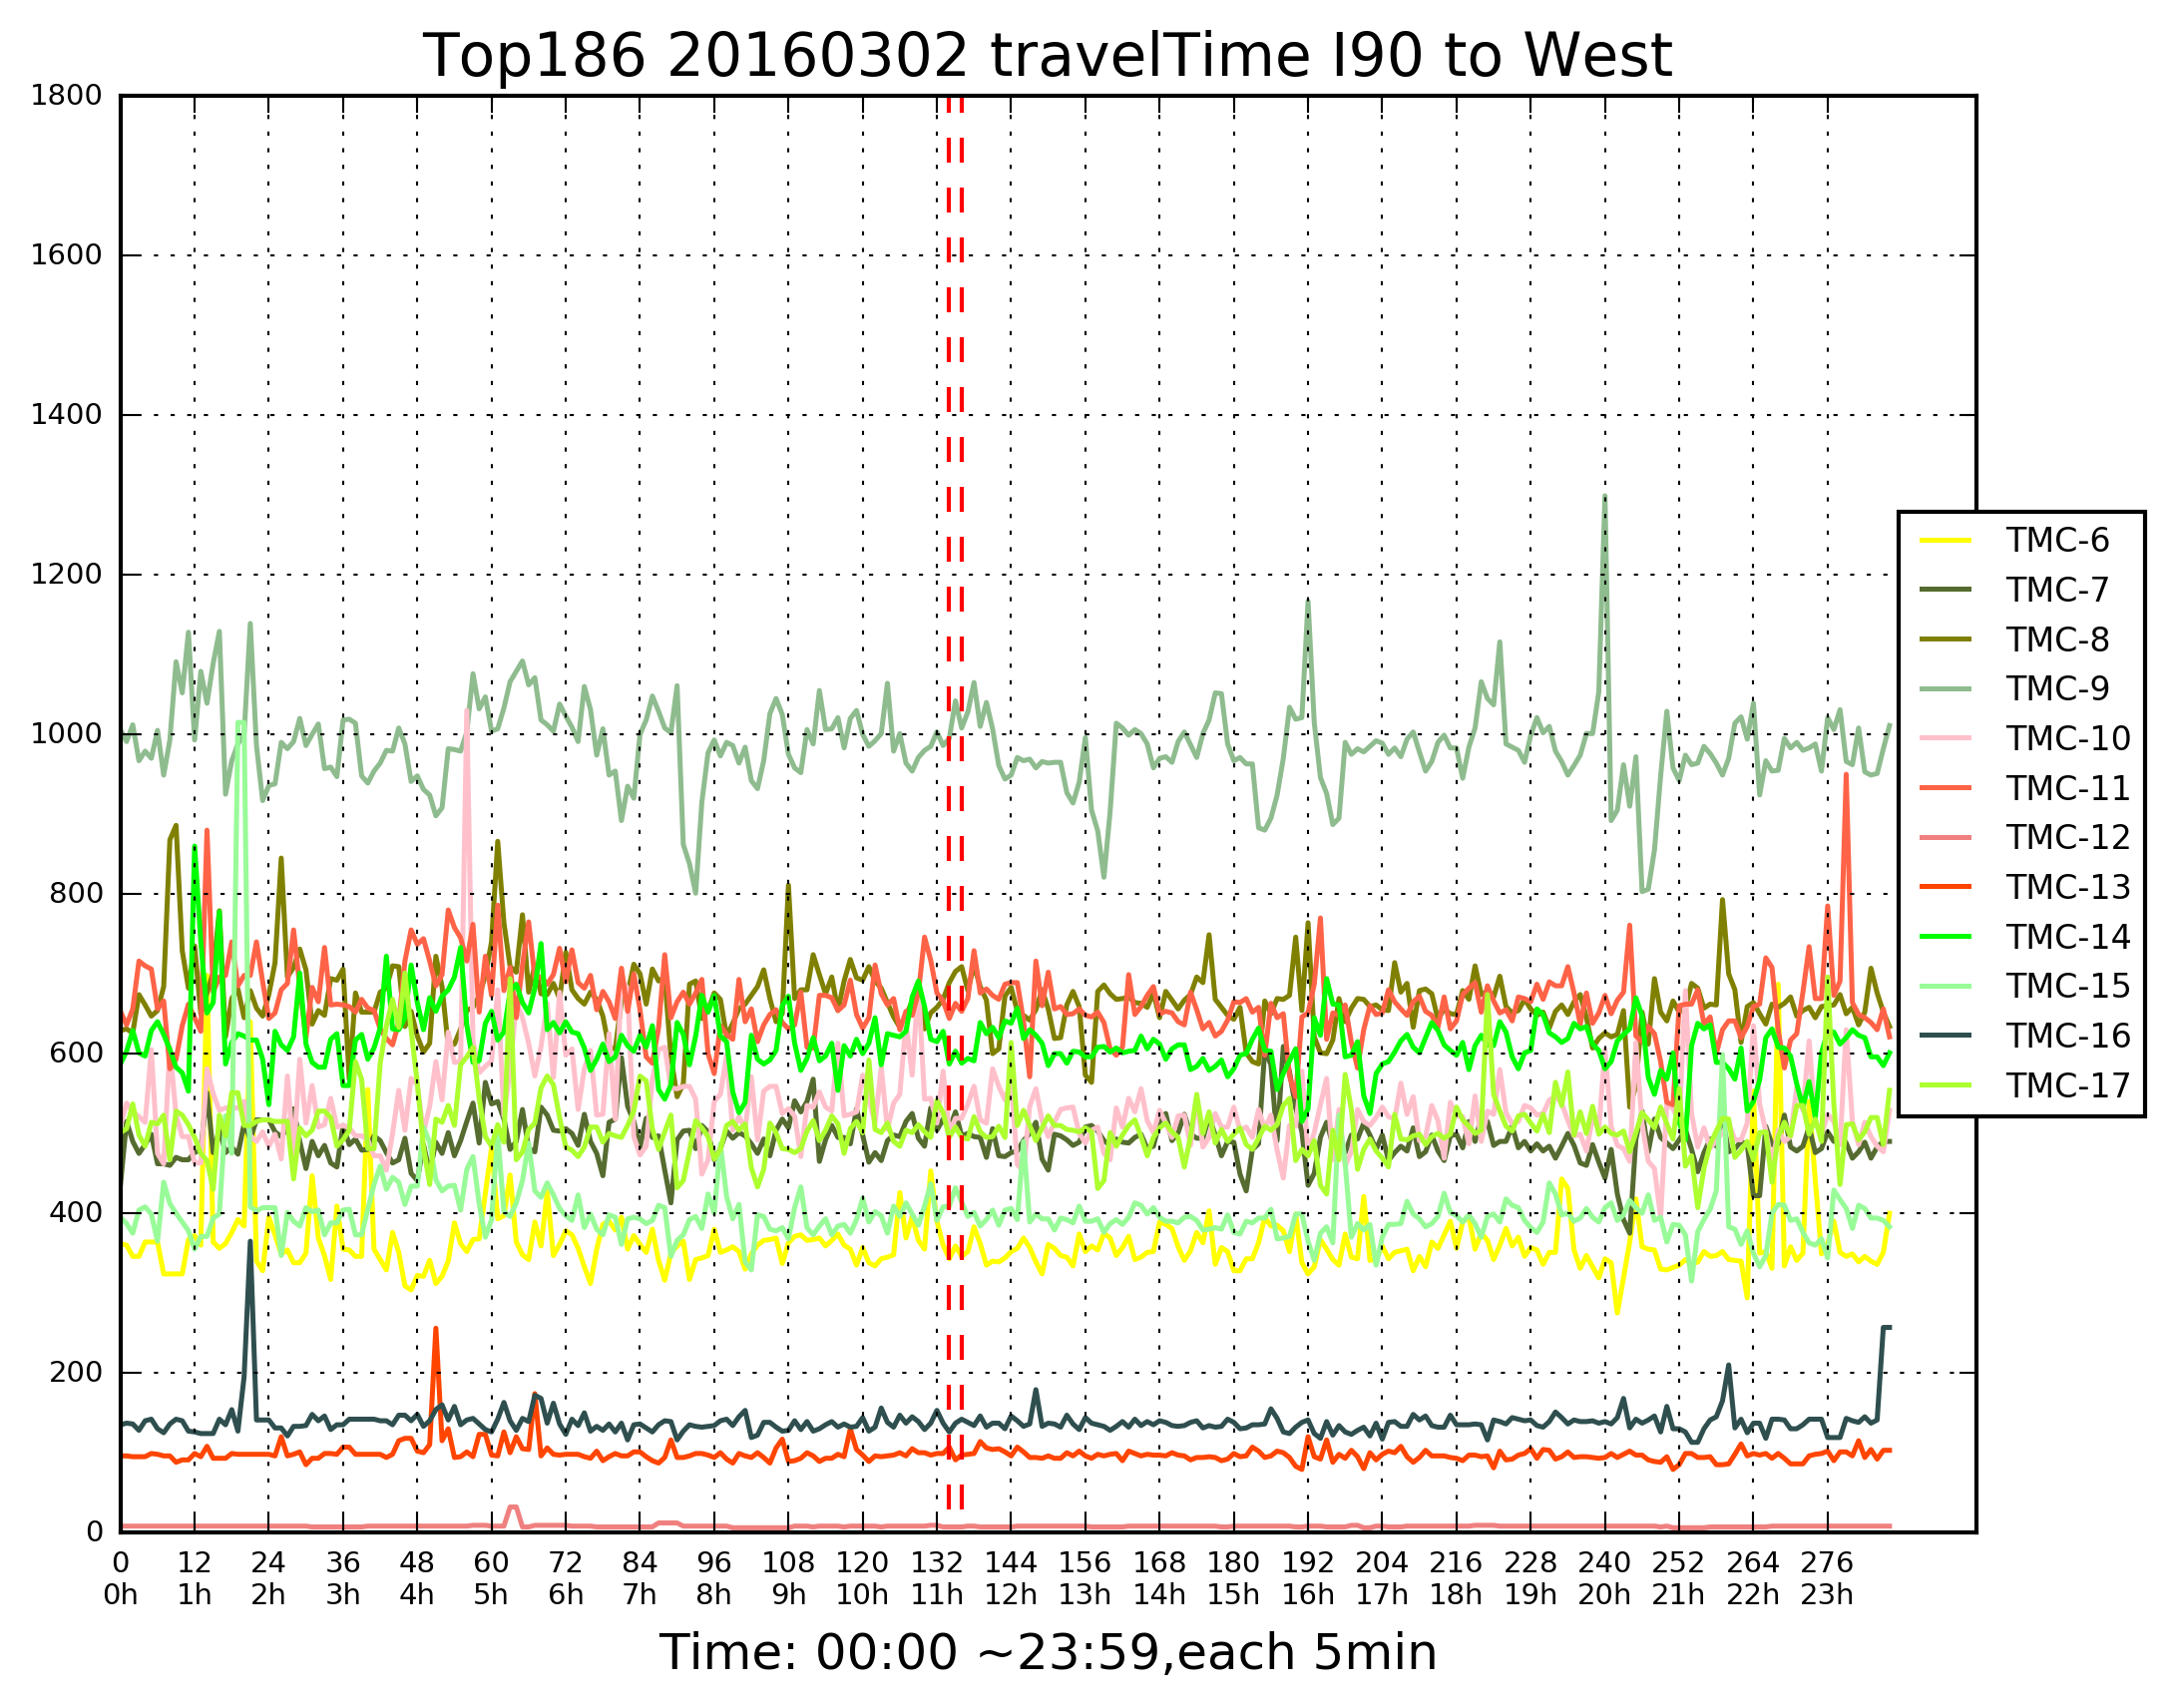 Top186 20160302 travelTime I90 to West
1800
1600
1400
1200
1000
800
600
400
200
0
TMC-6
TMC-7
TMC-8
TMC-9
TMC-10
TMC-11
TMC-12
TMC-13
TMC-14
TMC-15
TMC-16
TMC-17
0 12 24 36 48 60 72 84 96 108 120 132 144 156 168 180 192 204 216 228 240 252 264 276
0h 1h 2h 3h 4h 5h 6h 7h 8h 9h 10h 11h 12h 13h 14h 15h 16h 17h 18h 19h 20h 21h 22h 23h
Time: 00:00 ~23:59,each 5min